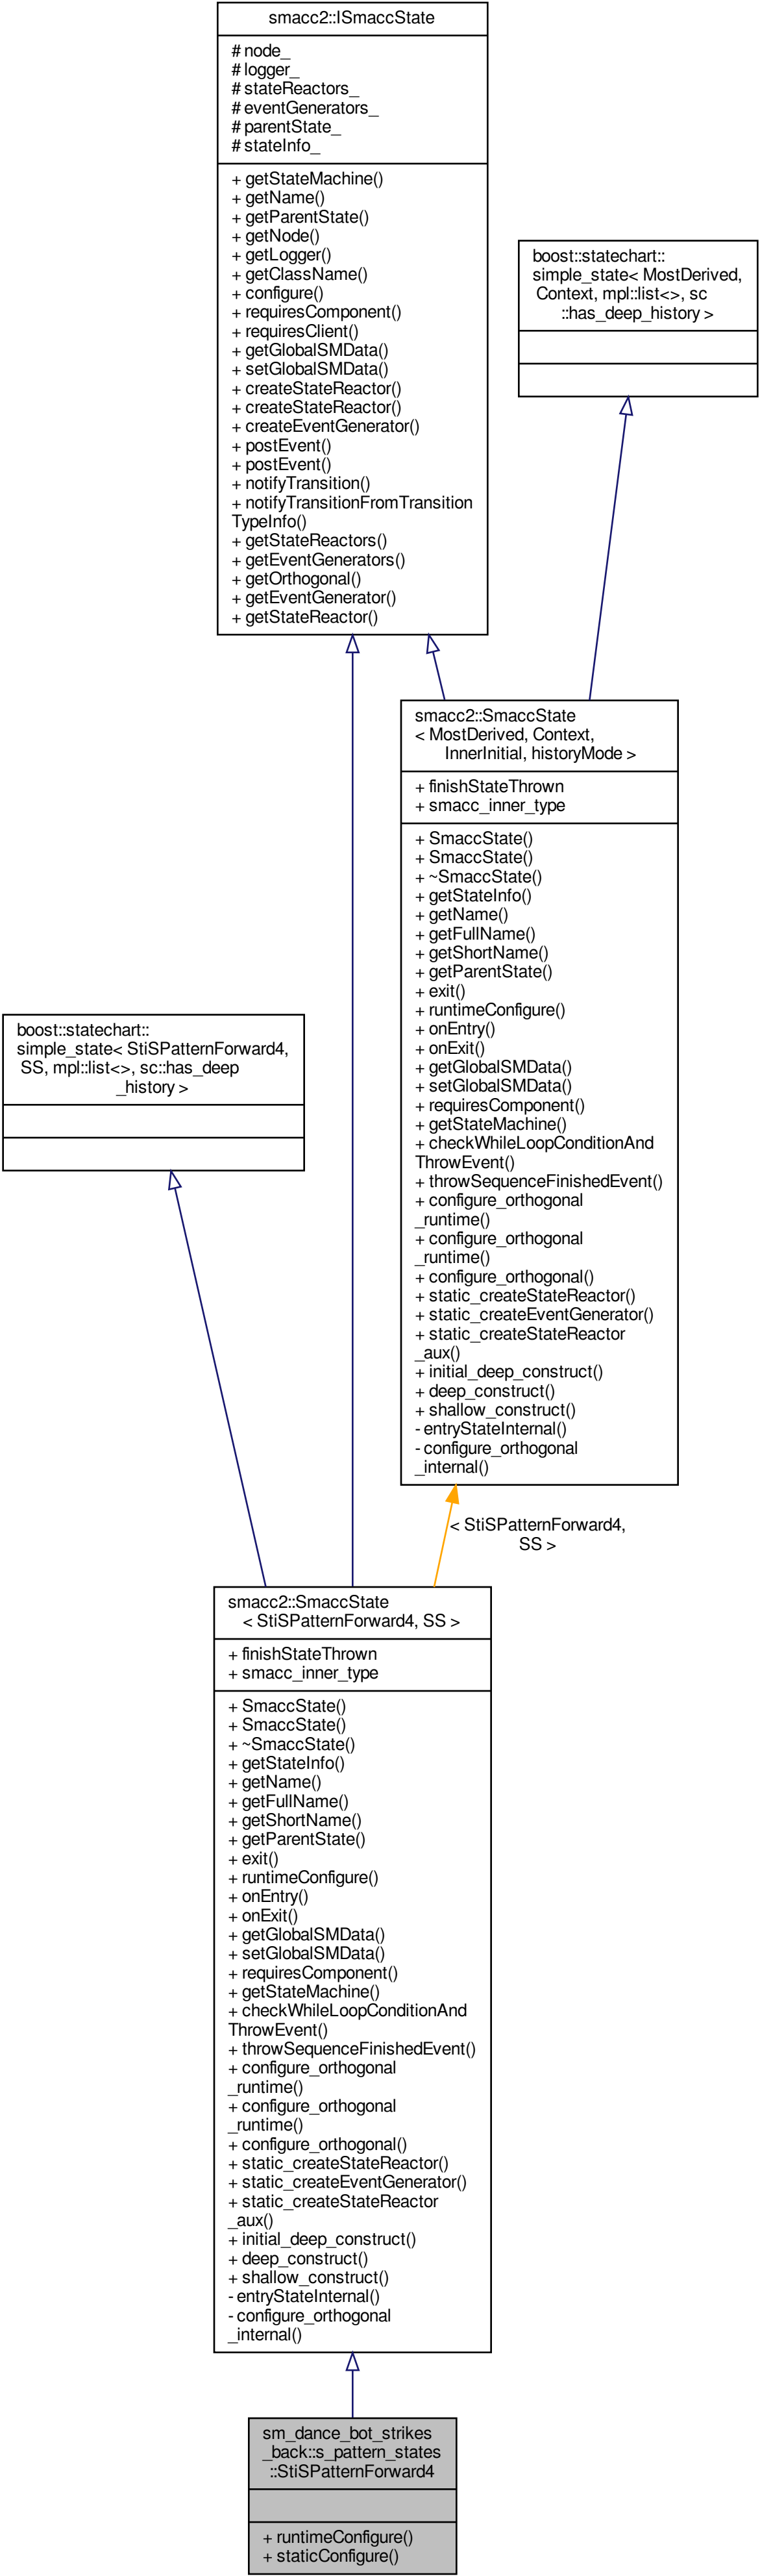 smacc2::ISmaccState
# node_
# logger_
# stateReactors_
# eventGenerators_
# parentState_
# stateInfo_
+ getStateMachine()
+ getName()
+ getParentState()
+ getNode()
+ getLogger()
+ getClassName()
+ configure()
+ requiresComponent()
+ requiresClient()
+ getGlobalSMData()
+ setGlobalSMData()
+ createStateReactor()
+ createStateReactor()
+ createEventGenerator()
+ postEvent()
+ postEvent()
+ notifyTransition()
+ notifyTransitionFromTransition
TypeInfo()
+ getStateReactors()
+ getEventGenerators()
+ getOrthogonal()
+ getEventGenerator()
+ getStateReactor()
boost::statechart::
simple_state< MostDerived,
Context, mpl::list<>, sc
::has_deep_history >
smacc2::SmaccState
< MostDerived, Context,
InnerInitial, historyMode >
+ finishStateThrown
+ smacc_inner_type
+ SmaccState()
+ SmaccState()
+ ~SmaccState()
+ getStateInfo()
+ getName()
+ getFullName()
+ getShortName()
+ getParentState()
+ exit()
+ runtimeConfigure()
+ onEntry()
+ onExit()
+ getGlobalSMData()
+ setGlobalSMData()
+ requiresComponent()
+ getStateMachine()
+ checkWhileLoopConditionAnd
ThrowEvent()
+ throwSequenceFinishedEvent()
+ configure_orthogonal
_runtime()
+ configure_orthogonal
_runtime()
+ configure_orthogonal()
+ static_createStateReactor()
+ static_createEventGenerator()
+ static_createStateReactor
_aux()
+ initial_deep_construct()
+ deep_construct()
+ shallow_construct()
- entryStateInternal()
- configure_orthogonal
_internal()
boost::statechart::
simple_state< StiSPatternForward4,
SS, mpl::list<>, sc::has_deep
_history >
< StiSPatternForward4,
SS >
smacc2::SmaccState
< StiSPatternForward4, SS >
+ finishStateThrown
+ smacc_inner_type
+ SmaccState()
+ SmaccState()
+ ~SmaccState()
+ getStateInfo()
+ getName()
+ getFullName()
+ getShortName()
+ getParentState()
+ exit()
+ runtimeConfigure()
+ onEntry()
+ onExit()
+ getGlobalSMData()
+ setGlobalSMData()
+ requiresComponent()
+ getStateMachine()
+ checkWhileLoopConditionAnd
ThrowEvent()
+ throwSequenceFinishedEvent()
+ configure_orthogonal
_runtime()
+ configure_orthogonal
_runtime()
+ configure_orthogonal()
+ static_createStateReactor()
+ static_createEventGenerator()
+ static_createStateReactor
_aux()
+ initial_deep_construct()
+ deep_construct()
+ shallow_construct()
- entryStateInternal()
- configure_orthogonal
_internal()
sm_dance_bot_strikes
_back::s_pattern_states
::StiSPatternForward4
+ runtimeConfigure()
+ staticConfigure()